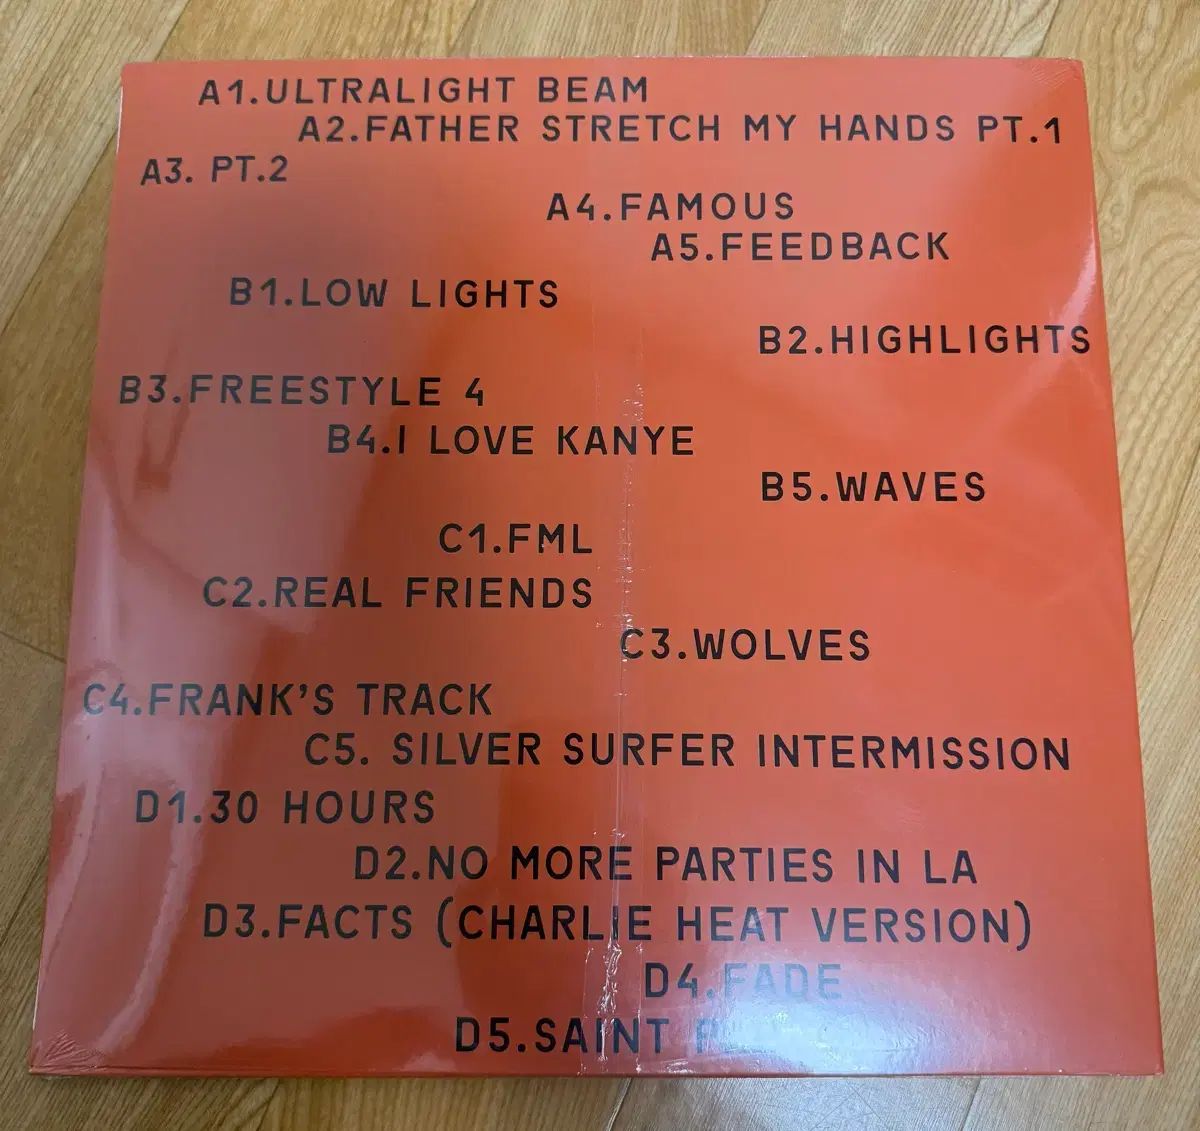 A1.ULTRALIGHT BEAM
A2.FATHER STRETCH MY HANDS PT.1
A3. PT.2
A4.FAMOUS
A5.FEEDBACK
B1.LOW LIGHTS
B2.HIGHLIGHTS
B3.FREESTYLE 4
B4.I LOVE KANYE
B5.WAVES
C1.FML
C2.REAL FRIENDS
C3.WOLVES
C4.FRANK'S TRACK
C5. SILVER SURFER INTERMISSION
D1.30 HOURS
D2.NO MORE PARTIES IN LA
D3.FACTS (CHARLIE HEAT VERSION)
D4.FADE
D5.SAINT